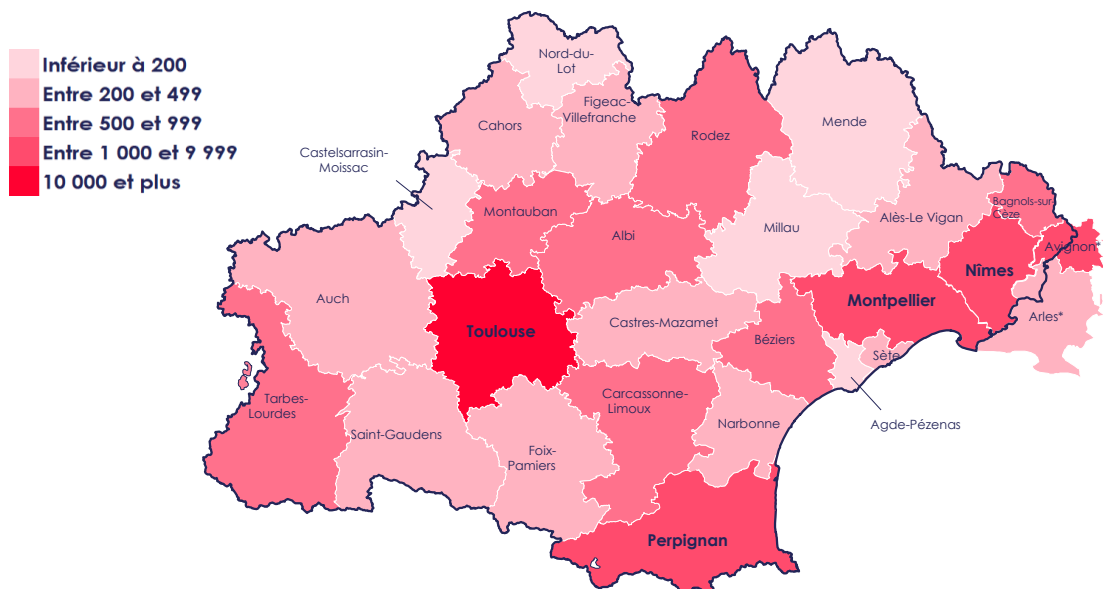 Inférieur à 200
Entre 200 et 499
Entre 500 et 999
Entre 1 000 et 9 999
10 000 et plus
Nord-du-
Lot
Figeac-
Villefranche
Cahors
Rodez
Mende
Castelsarrasin-
Moissac
Montauban
Albi
Millau
Alès-Le Vigan
Bagnols-sur-
Cèze
Avignon*
Nîmes
Auch
Toulouse
Castres-Mazamet
Montpellier
Arles*
Béziers
Sète
Tarbes-
Lourdes
Carcassonne-
Limoux
Saint-Gaudens
Narbonne
Agde-Pézenas
Foix-
Pamiers
Perpignan